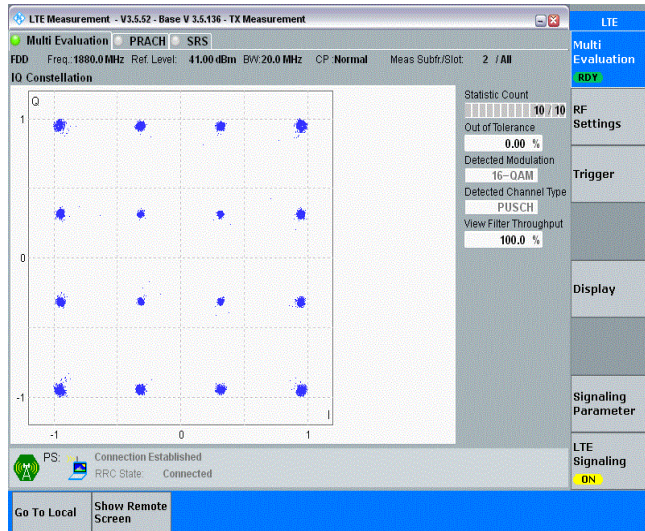 LTE Measurement - V3.5.52 - Base V 3.5.136 - TX Measurement
LTE
Multi Evaluation PRACH SRS
FDD Freq.:1880.0 MHz Ref. Level: 41.00 dBm BW:20.0 MHz CP :Normal Meas Subfr./Slot: 2 / All
IQ Constellation
Q
1
0
-1
I
-1 0 1
Statistic Count
10 / 10
Out of Tolerance
0.00 %
Detected Modulation
16-QAM
Detected Channel Type
PUSCH
View Filter Throughput
100.0 %
Multi
Evaluation
RDY
RF
Settings
Trigger
Display
Signaling
Parameter
LTE
Signaling
ON
PS: Connection Established
RRC State: Connected
Go To Local
Show Remote
Screen